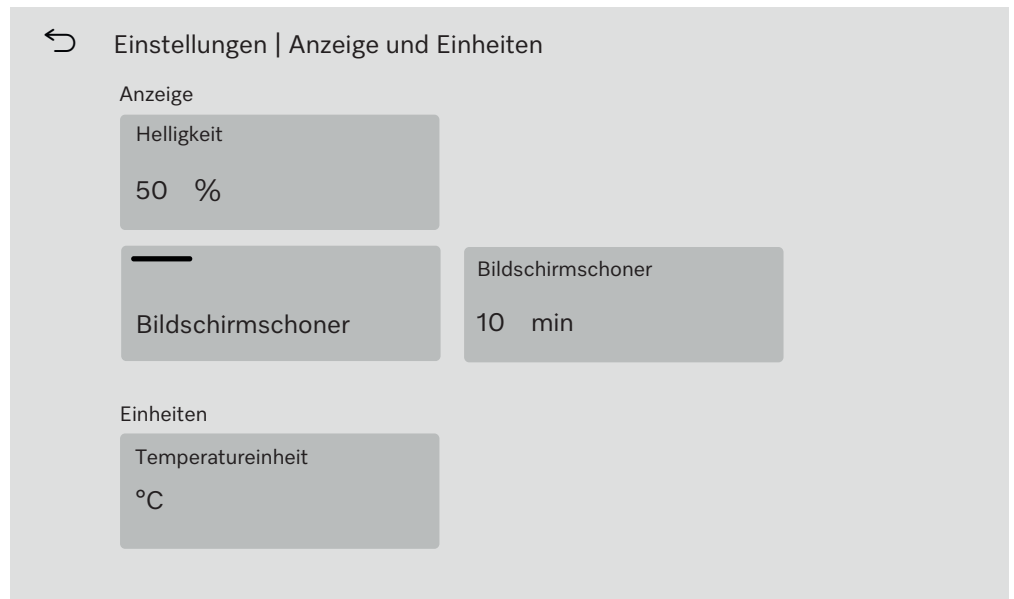 Einstellungen | Anzeige und Einheiten
Anzeige
Helligkeit
50 %
Bildschirmschoner
Bildschirmschoner
10 min
Einheiten
Temperatureinheit
°C